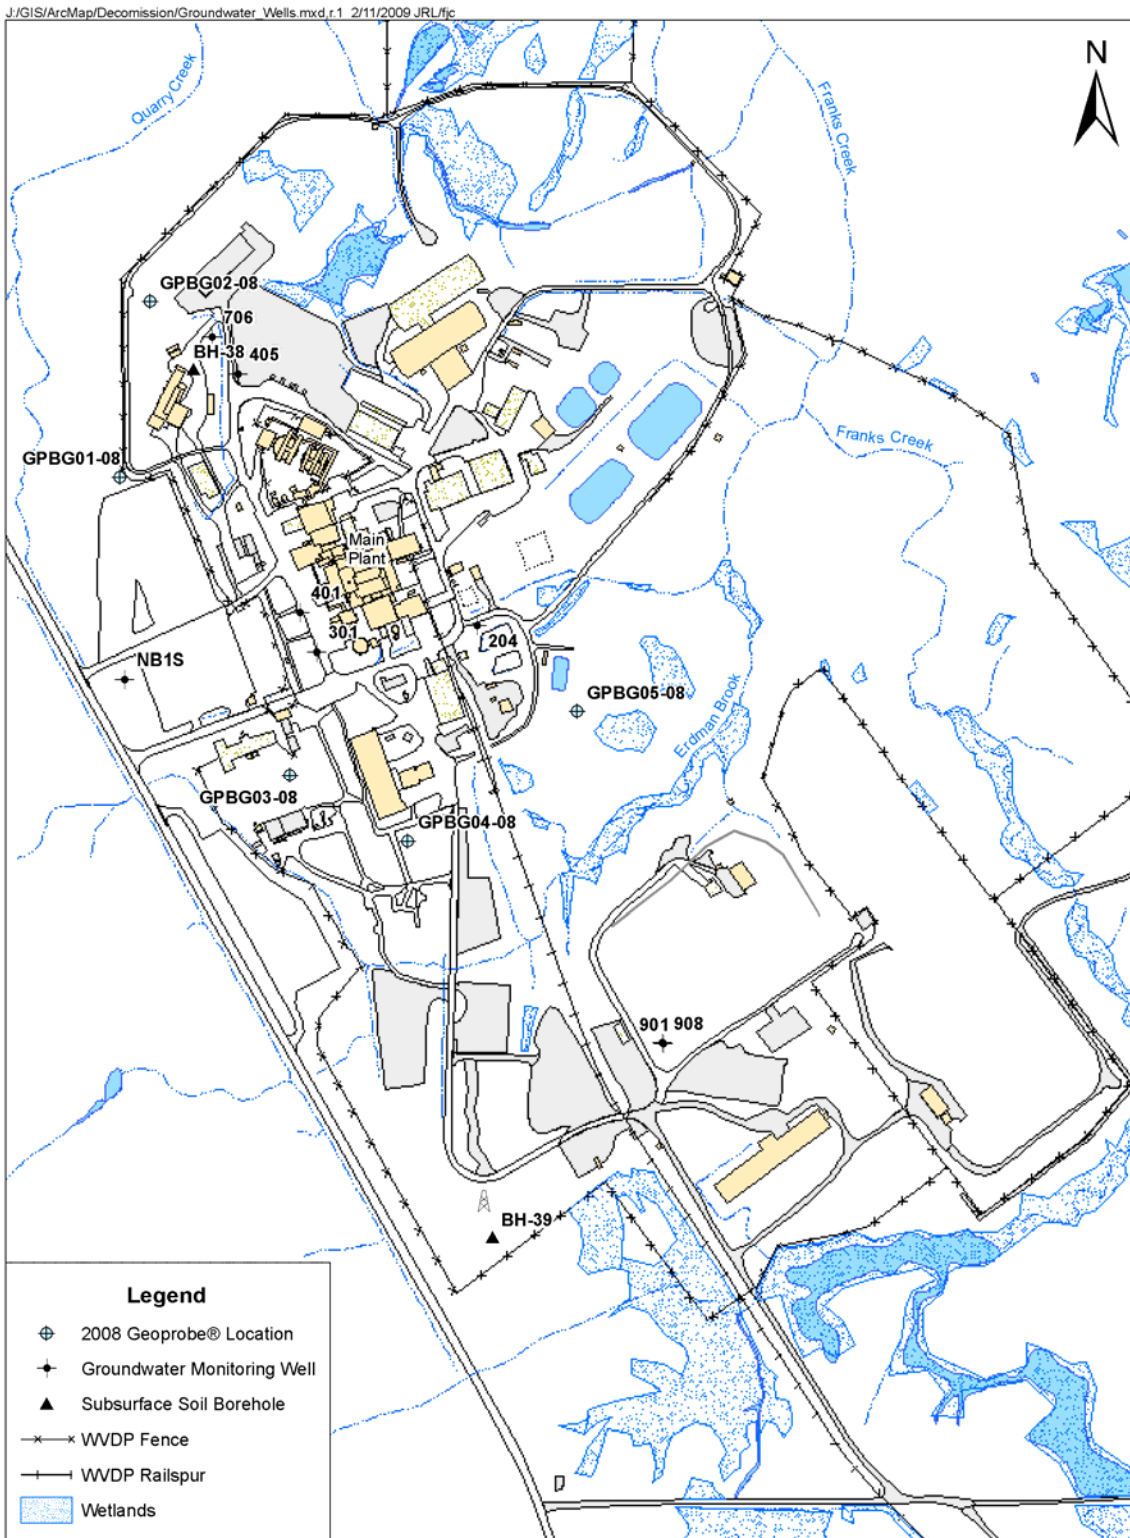 J:/GIS/ArcMap/Decomission/Groundwater_Wells.mxd,r.1 2/11/2009 JRL/fjc
N
Quarry Creek
Franks Creek
GPBG02-08
706
BH-38 405
Franks Creek
GPBG01-08
Main
Plant
401
301
204
NB1S
GPBG05-08
Erdman Brook
GPBG03-08
GPBG04-08
901 908
BH-39
Legend
2008 Geoprobe® Location
Groundwater Monitoring Well
Subsurface Soil Borehole
WVDP Fence
WVDP Railspur
Wetlands